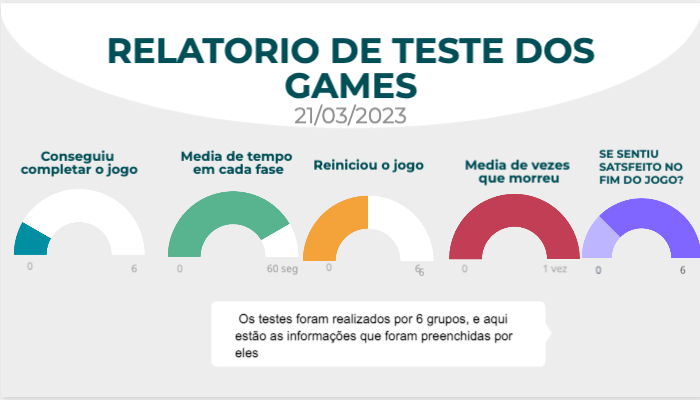 RELATORIO DE TESTE DOS
GAMES
21/03/2023
Conseguiu
completar o jogo
0
6
Media de tempo
em cada fase
0
60 seg
Reiniciou o jogo
0
6
6
Media de vezes
que morreu
0
1 vez
SE SENTIU
SATSFEITO NO
FIM DO JOGO?
0
6
Os testes foram realizados por 6 grupos, e aqui
estão as informações que foram preenchidas por
eles